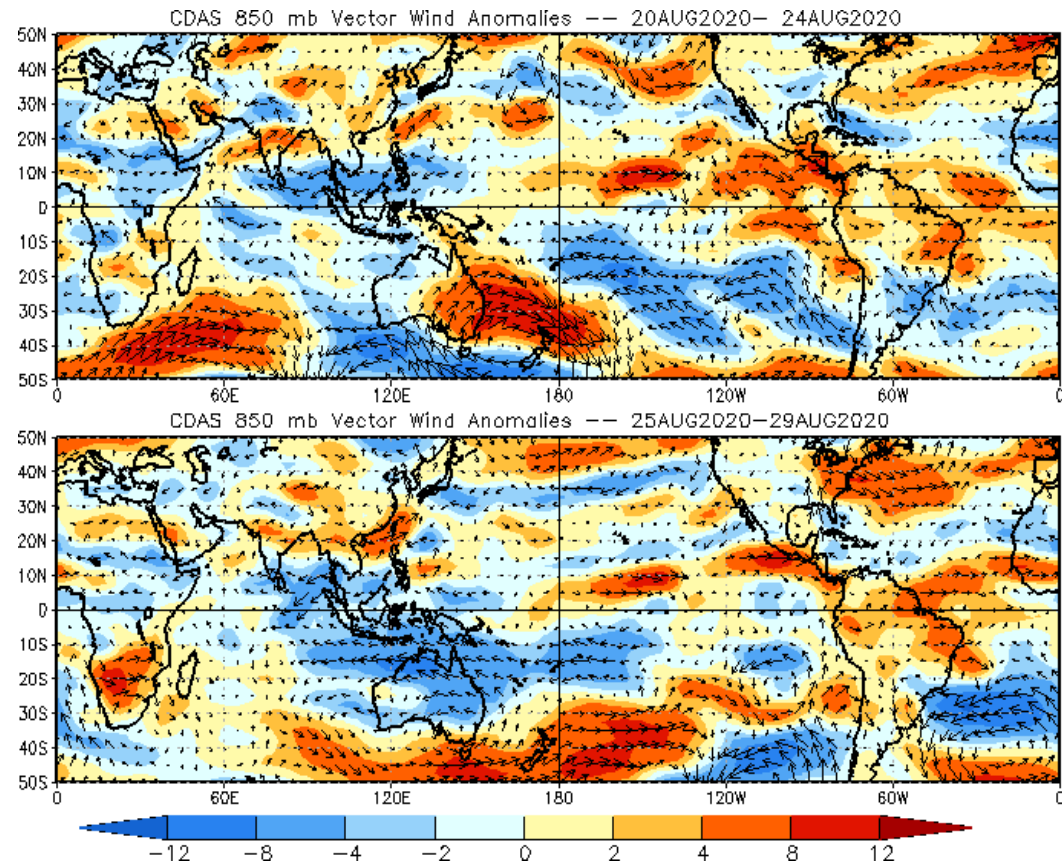 CDAS 850 mb Vector Wind Anomalies -- 20AUG2020- 24AUG2020
50N
40N
30N
20N
10N
0
10S
20S
30S
40S
50S
0 60E 120E 180 120W 60W 0
CDAS 850 mb Vector Wind Anomalies -- 25AUG2020-29AUG2020
50N
40N
30N
20N
10N
0
10S
20S
30S
40S
50S
0 60E 120E 180 120W 60W 0
-12 -8 -4 -2 0 2 4 8 12